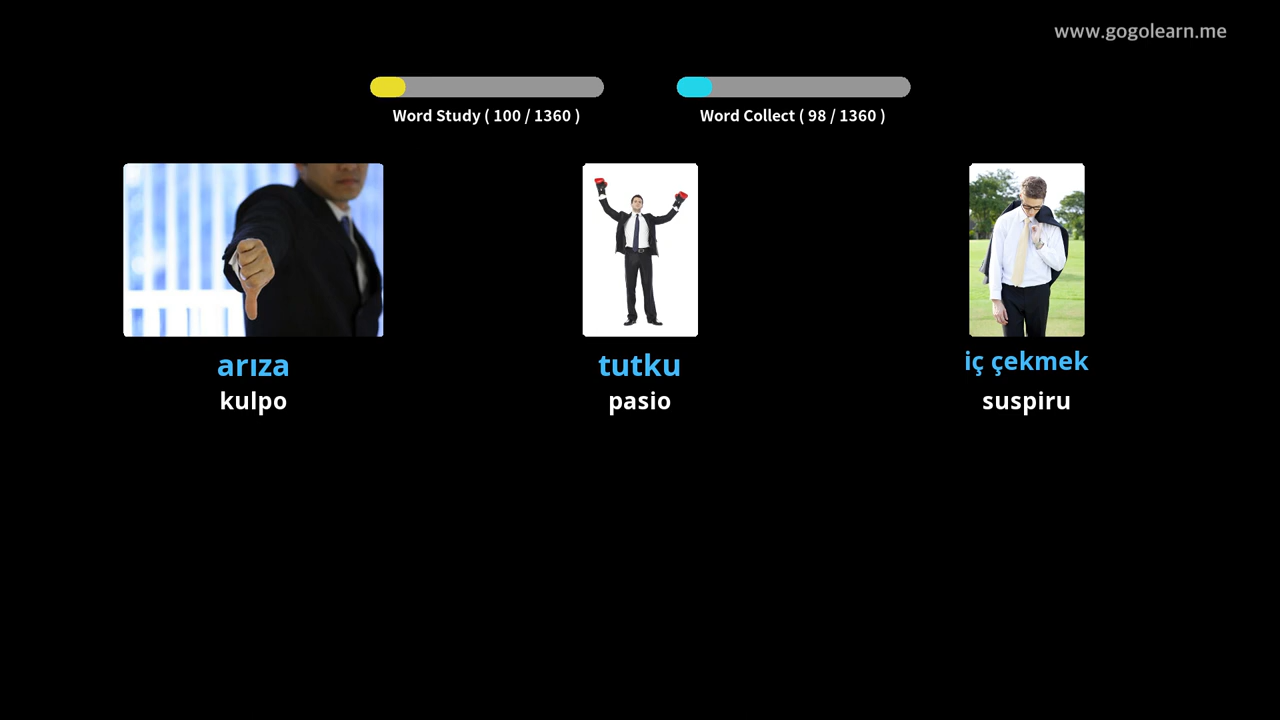 www.gogolearn.me
Word Study ( 100 / 1360 )
Word Collect ( 98 / 1360 )
arıza
kulpo
tutku
pasio
iç çekmek
suspiru